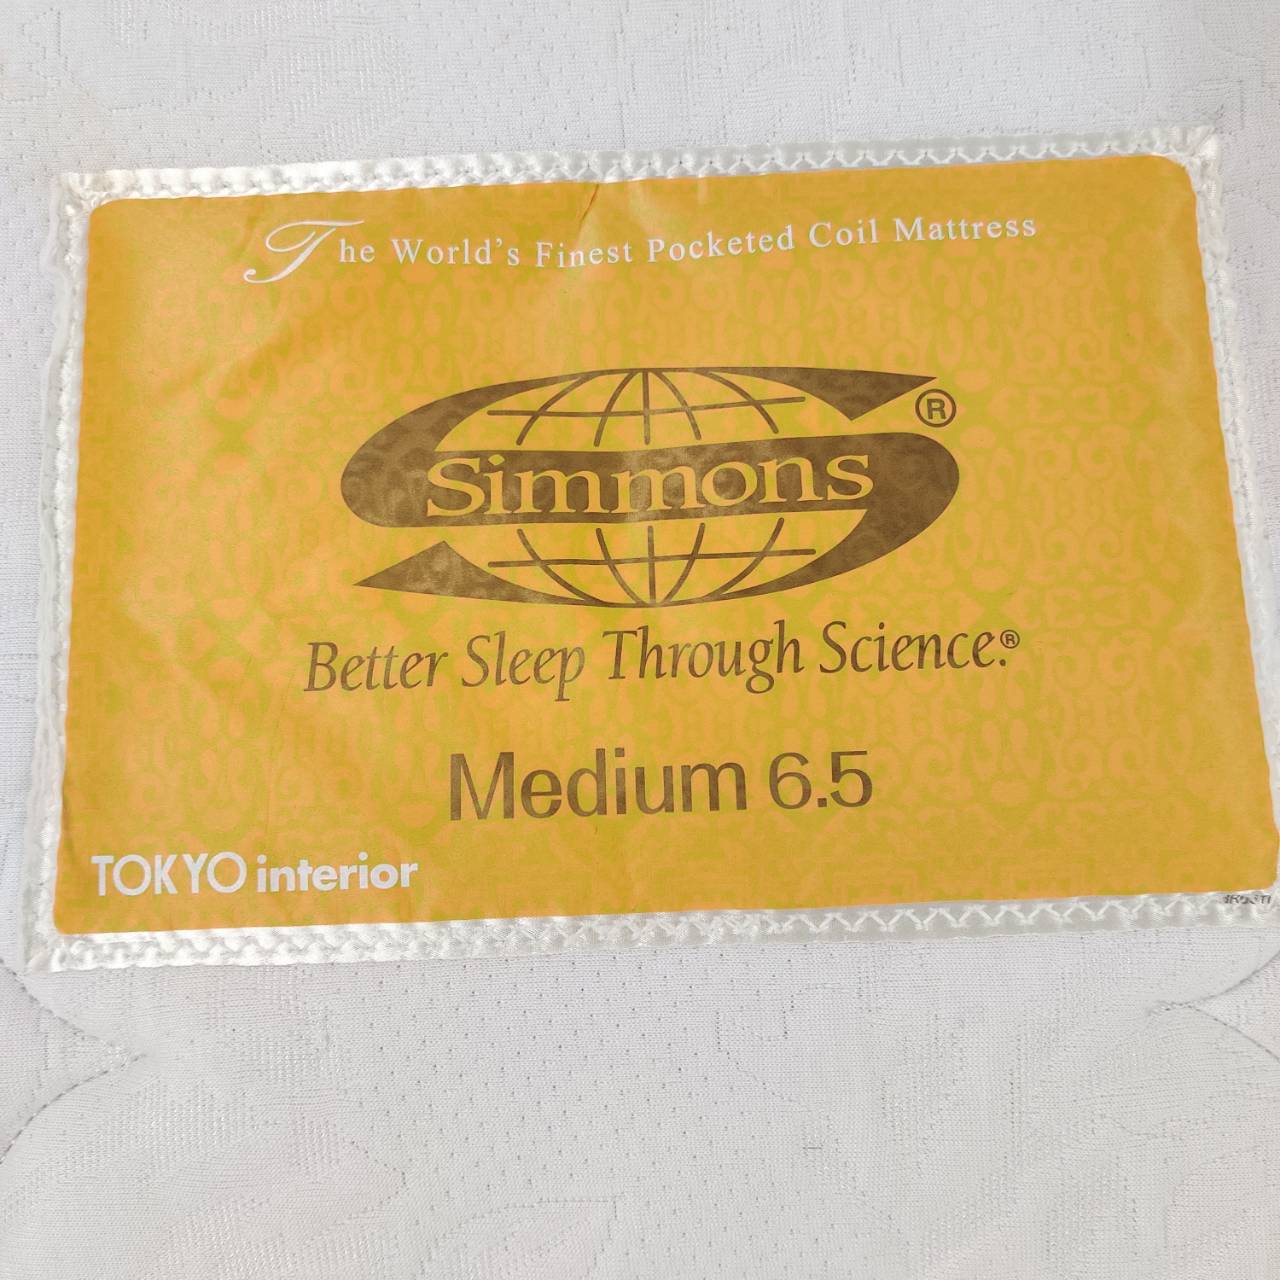 The World's Finest Pocketed Coil Mattress
Simmons®
Better Sleep Through Science.®
Medium 6.5
TOKYO interior